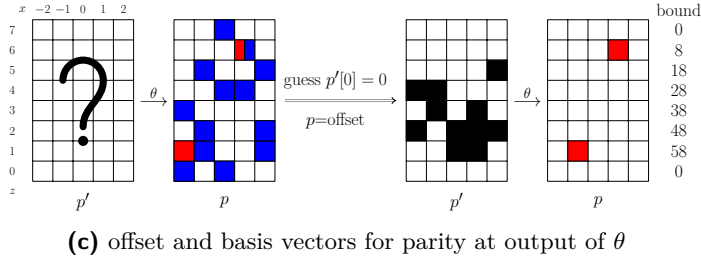 x −2 −1 0 1 2 bound
7 0
6 8
5 18
4 θ guess p′[0] = 0 θ 28
3 p=offset 38
2 48
1 58
0 0
z
p′ p p′ p
(c) offset and basis vectors for parity at output of θ